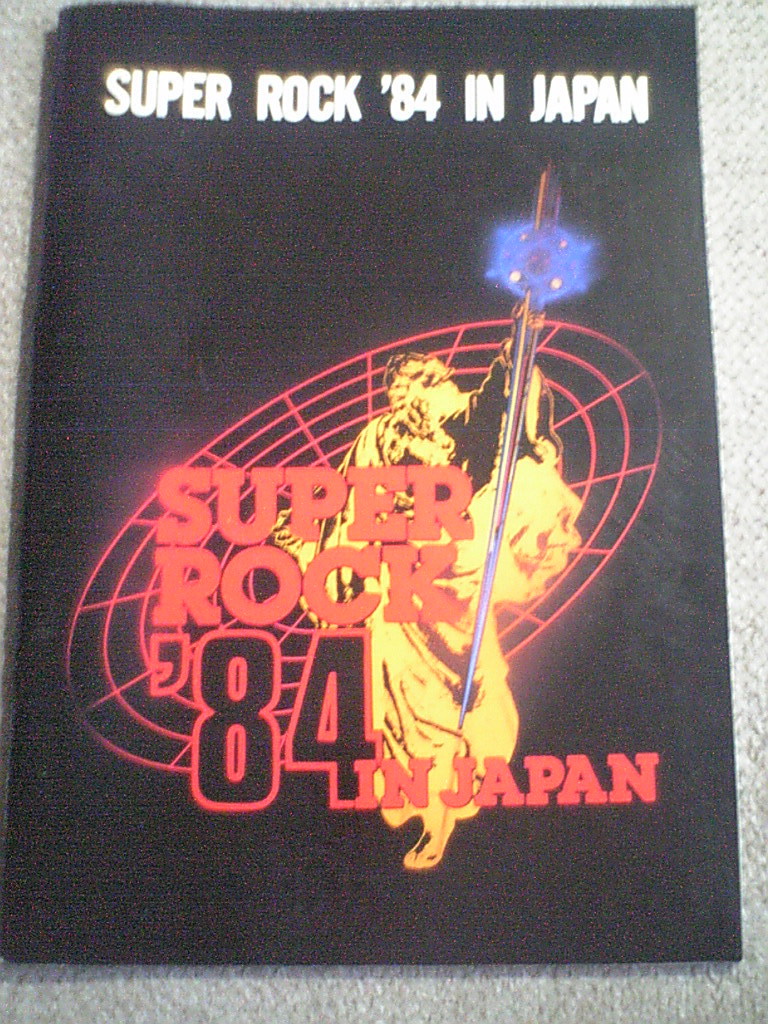 SUPER ROCK '84 IN JAPAN
SUPER
ROCK
'84
IN JAPAN